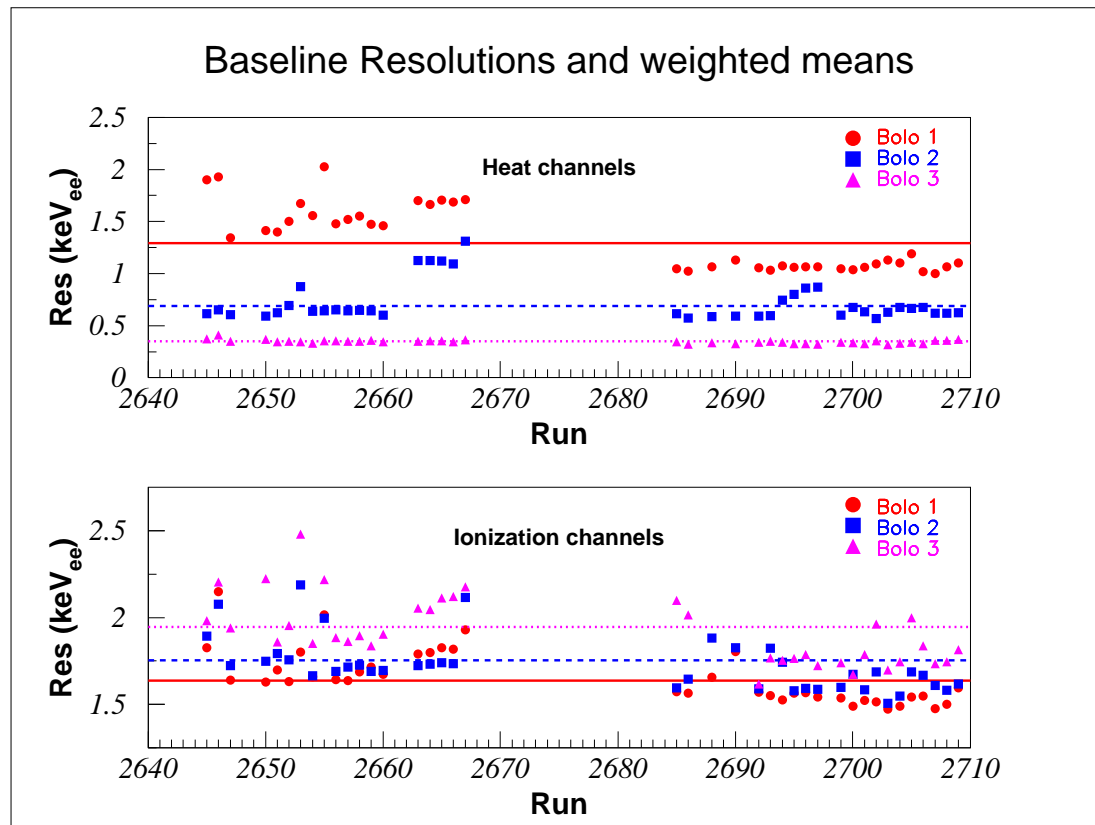 Baseline Resolutions and weighted means
Res (keVee)
2.5
2
1.5
1
0.5
0
Heat channels
Bolo 1
Bolo 2
Bolo 3
2640 2650 2660 2670 2680 2690 2700 2710
Run
Res (keVee)
2.5
2
1.5
Ionization channels
Bolo 1
Bolo 2
Bolo 3
2640 2650 2660 2670 2680 2690 2700 2710
Run